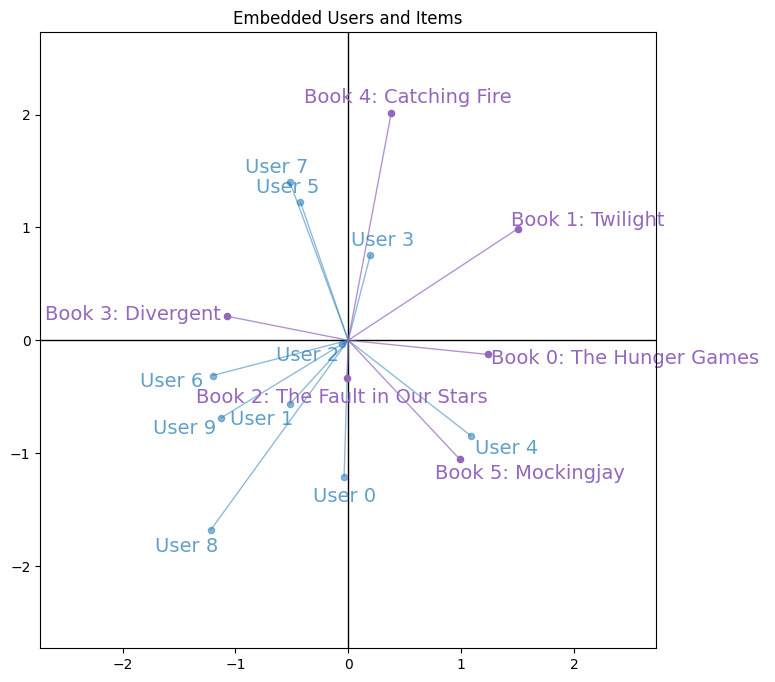 Embedded Users and Items
Book 4: Catching Fire
2
User 7
User 5
Book 1: Twilight
1
User 3
Book 3: Divergent
0
User 2
Book 0: The Hunger Games
User 6
Book 2: The Fault in Our Stars
User 1
User 9
−1
User 4
Book 5: Mockingjay
User 0
User 8
−2
−2
−1
0
1
2